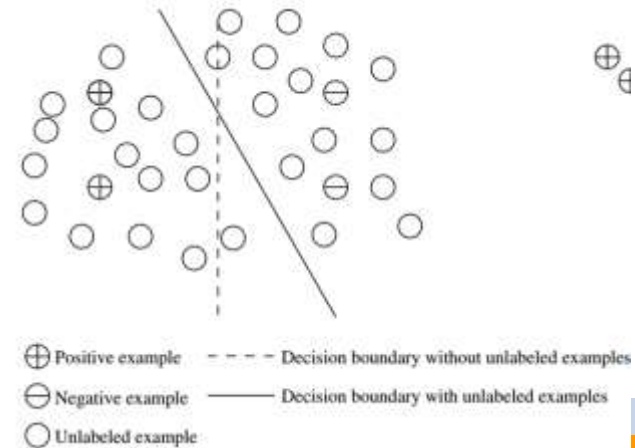 Positive example Decision boundary without unlabeled examples
Negative example Decision boundary with unlabeled examples
Unlabeled example